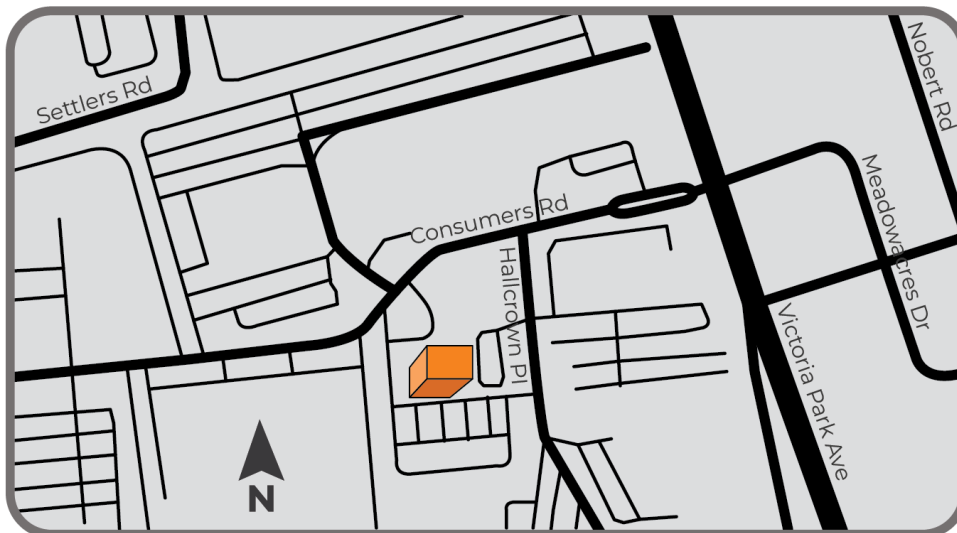 Nobert Rd
Settlers Rd
Meadowacres Dr
Consumers Rd
Hallcrown Pl
Victoria Park Ave
N